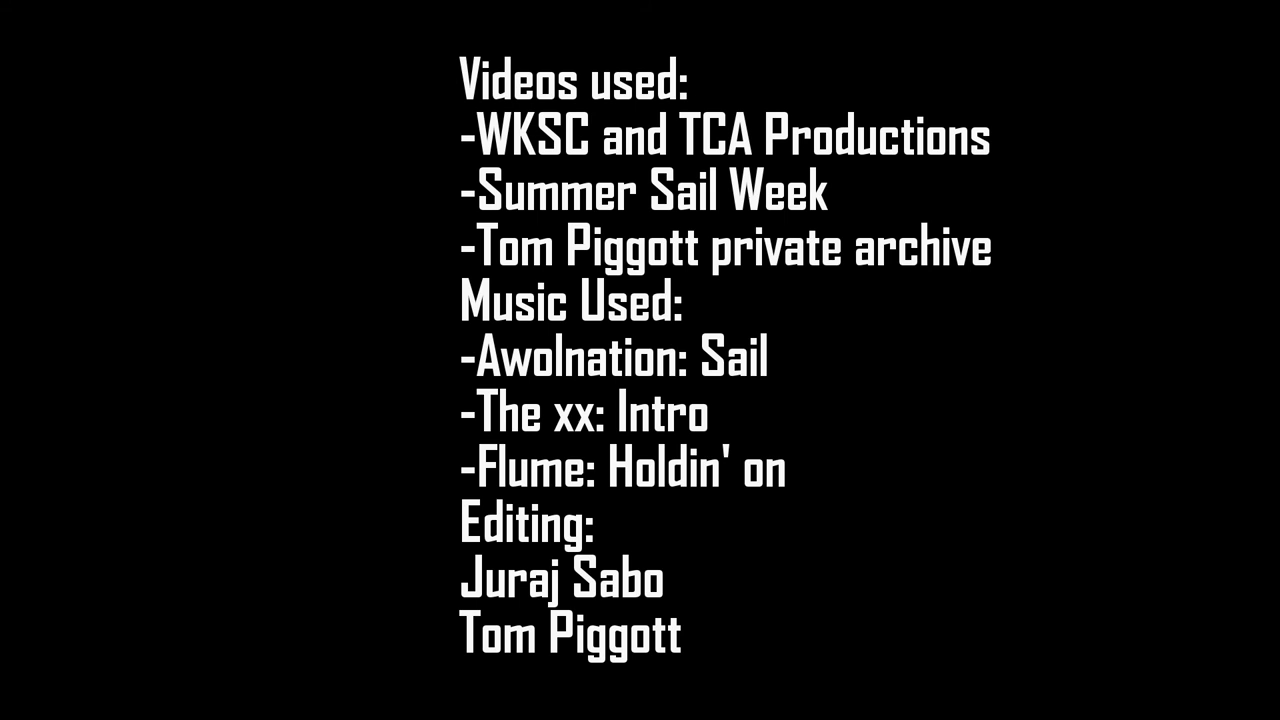 Videos used:
-WKSC and TCA Productions
-Summer Sail Week
-Tom Piggott private archive
Music Used:
-Awolnation: Sail
-The xx: Intro
-Flume: Holdin' on
Editing:
Juraj Sabo
Tom Piggott